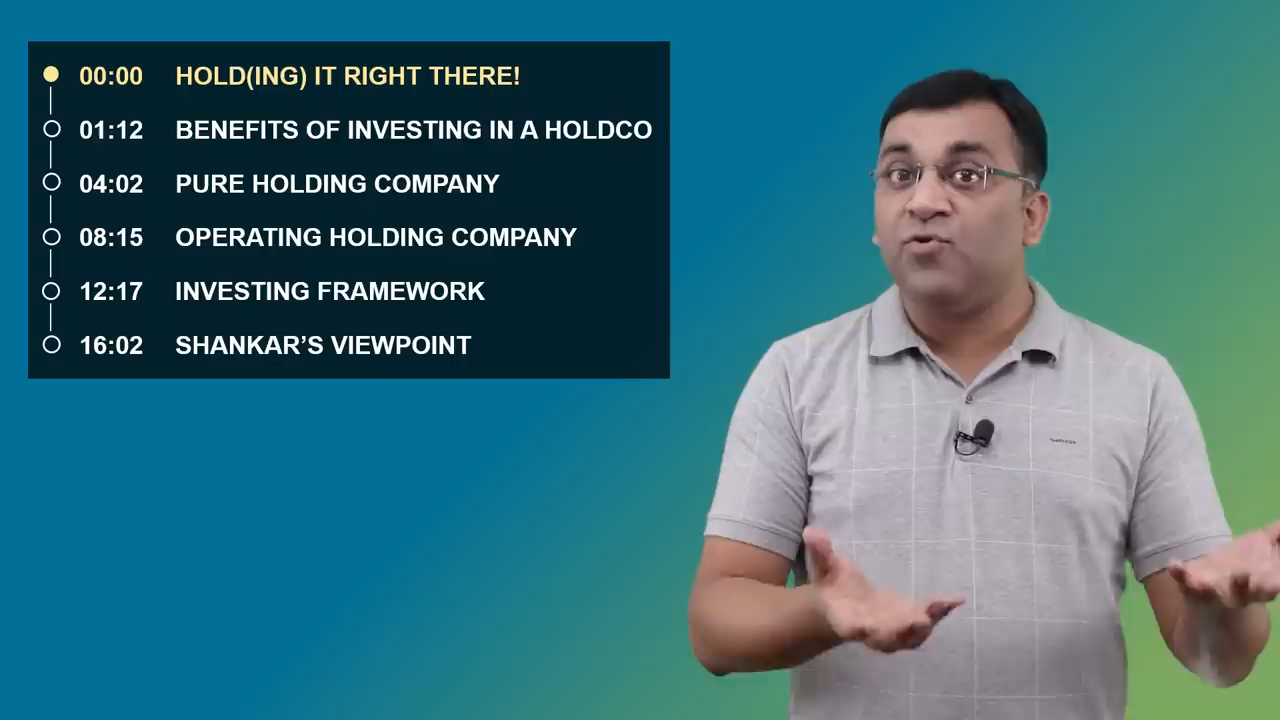 00:00 HOLD(ING) IT RIGHT THERE!
01:12 BENEFITS OF INVESTING IN A HOLDCO
04:02 PURE HOLDING COMPANY
08:15 OPERATING HOLDING COMPANY
12:17 INVESTING FRAMEWORK
16:02 SHANKAR’S VIEWPOINT